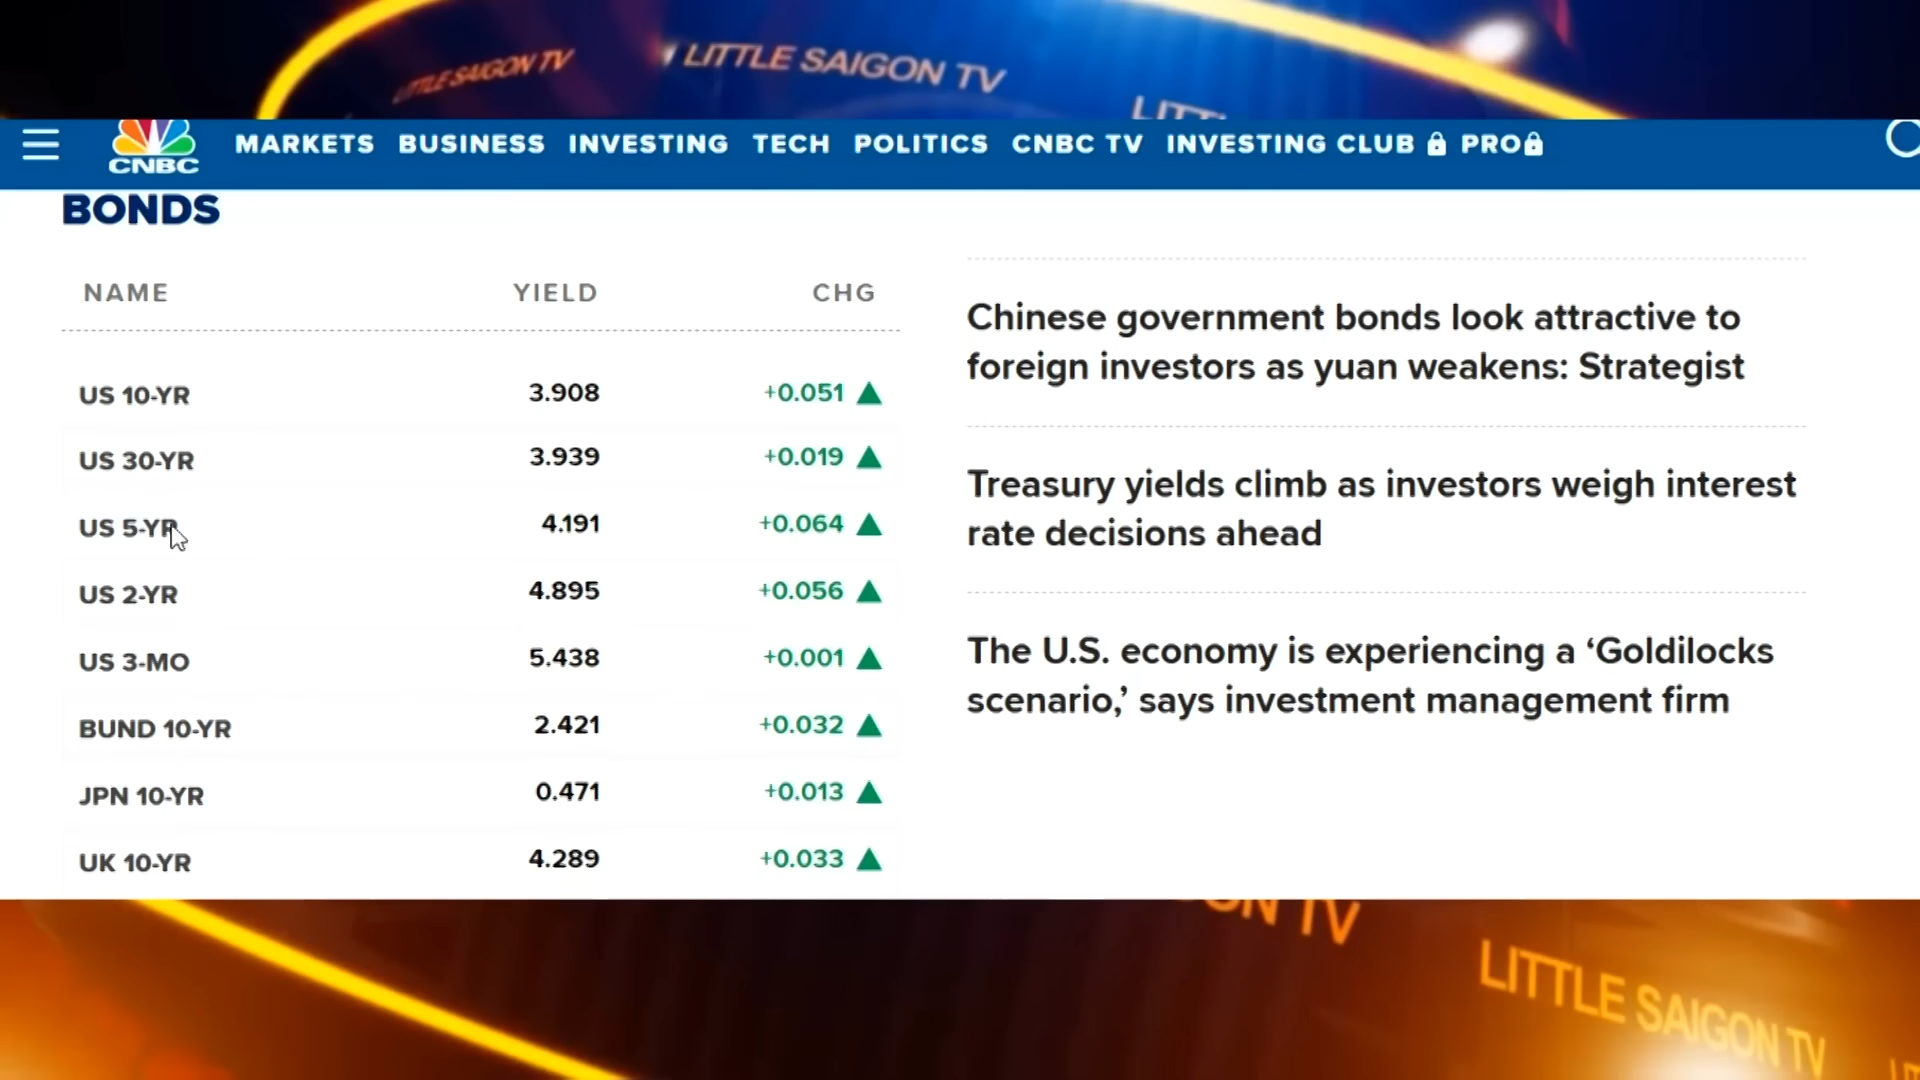 LITTLE SAIGON TV
LITTLE SAIGON TV
CNBC
MARKETS BUSINESS INVESTING TECH POLITICS CNBC TV INVESTING CLUB PRO
BONDS
NAME YIELD CHG
US 10-YR 3.908 +0.051
US 30-YR 3.939 +0.019
US 5-YR 4.191 +0.064
US 2-YR 4.895 +0.056
US 3-MO 5.438 +0.001
BUND 10-YR 2.421 +0.032
JPN 10-YR 0.471 +0.013
UK 10-YR 4.289 +0.033
Chinese government bonds look attractive to
foreign investors as yuan weakens: Strategist
Treasury yields climb as investors weigh interest
rate decisions ahead
The U.S. economy is experiencing a ‘Goldilocks
scenario,’ says investment management firm
TV
LITTLE SAIGON TV